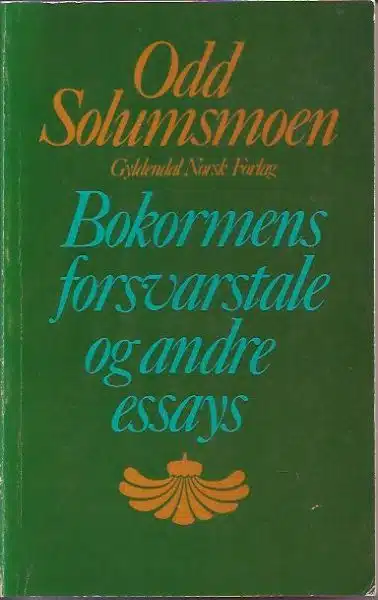 Odd
Solumsmoen
Gyldendal Norsk Forlag
Bokormens
forsvarstale
og andre
essays